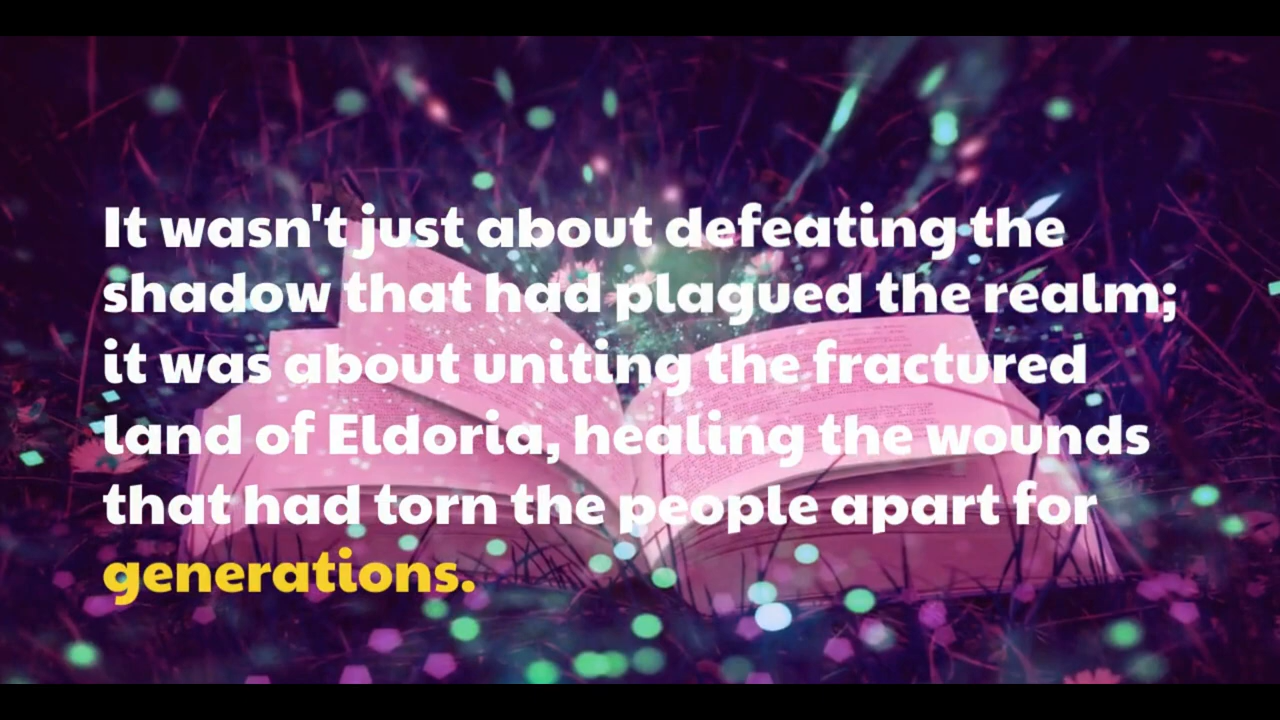 It wasn't just about defeating the
shadow that had plagued the realm;
it was about uniting the fractured
land of Eldoria, healing the wounds
that had torn the people apart for
generations.